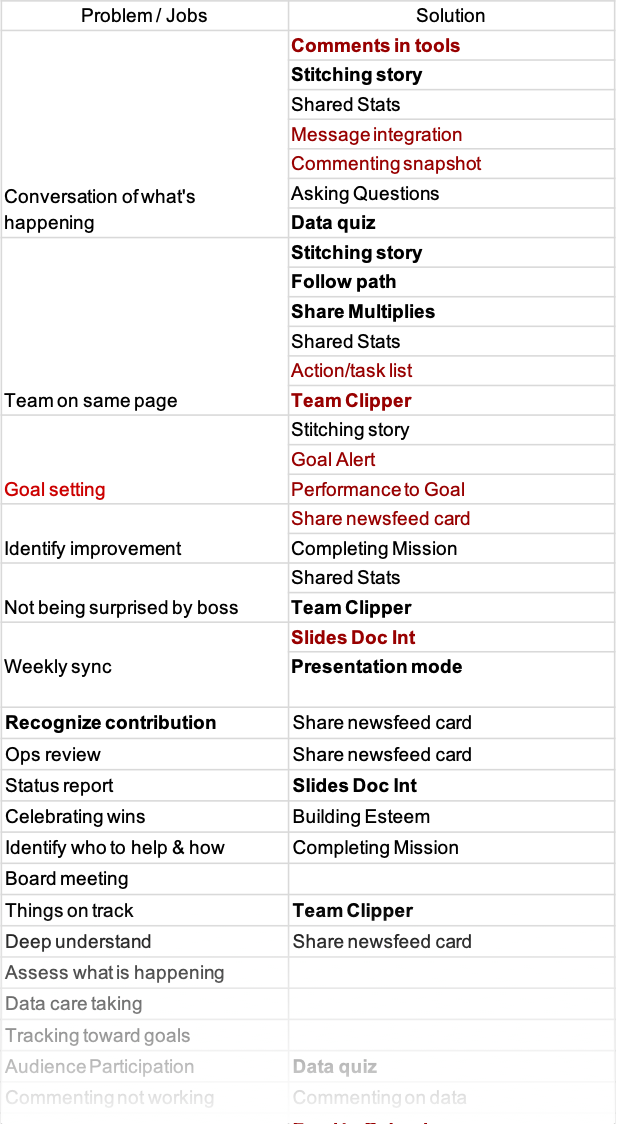 Problem / Jobs Solution
Comments in tools
Stitching story
Shared Stats
Message integration
Commenting snapshot
Conversation of what's happening Asking Questions
Data quiz
Stitching story
Follow path
Share Multiplies
Shared Stats
Action/task list
Team on same page Team Clipper
Stitching story
Goal Alert
Goal setting Performance to Goal
Share newsfeed card
Identify improvement Completing Mission
Shared Stats
Not being surprised by boss Team Clipper
Slides Doc Int
Weekly sync Presentation mode
Recognize contribution Share newsfeed card
Ops review Share newsfeed card
Status report Slides Doc Int
Celebrating wins Building Esteem
Identify who to help & how Completing Mission
Board meeting
Things on track Team Clipper
Deep understand Share newsfeed card
Assess what is happening
Data care taking
Tracking toward goals
Audience Participation Data quiz
Commenting not working Commenting on data